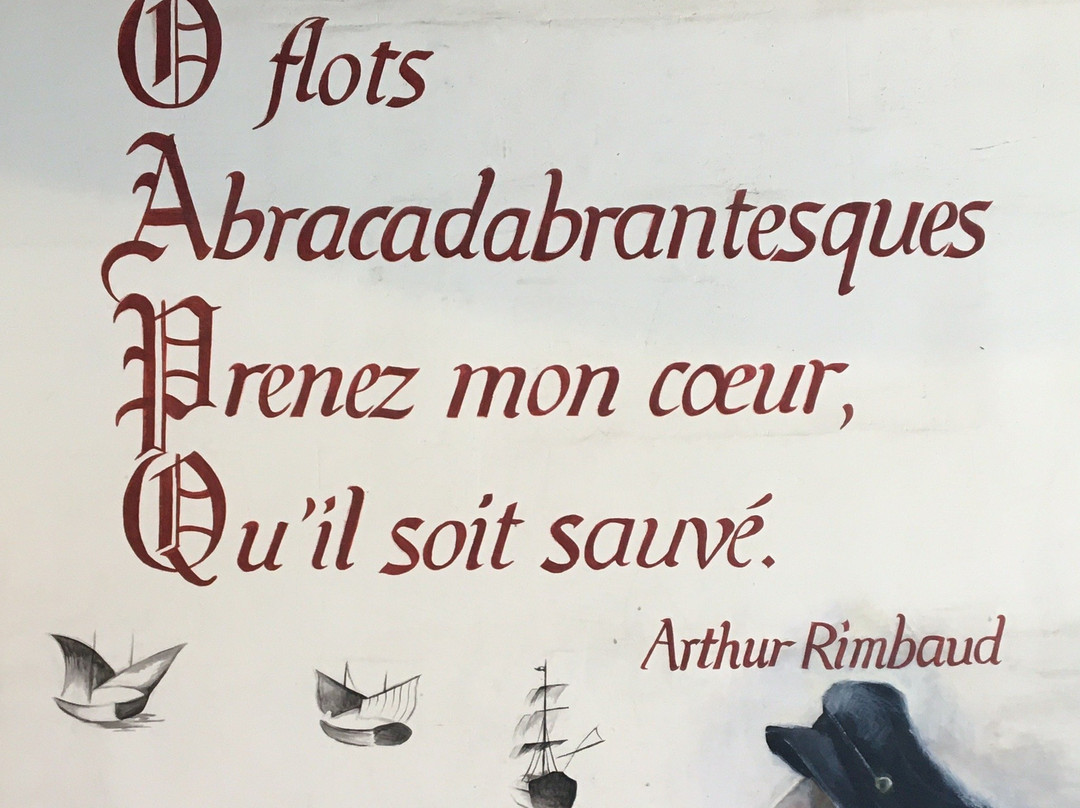 O flots
Abracadabrantesques
Prenez mon cœur,
Qu'il soit sauvé.
Arthur Rimbaud